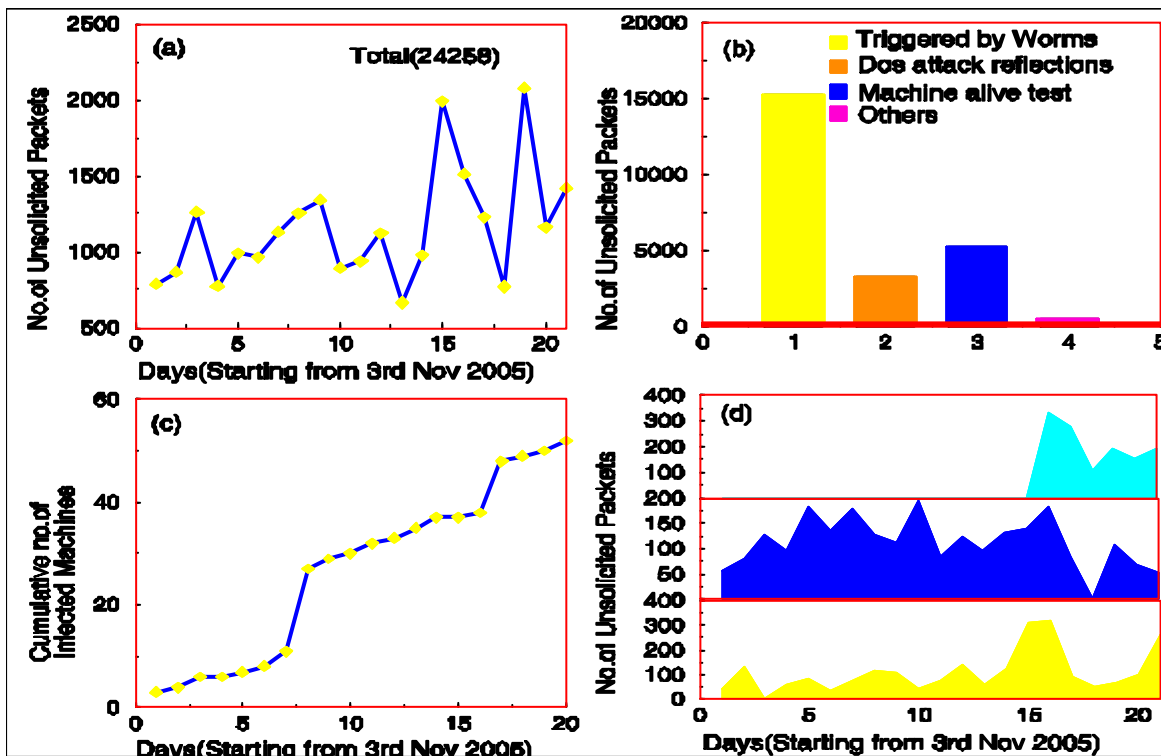 (a)
Total(24258)
No.of Unsolicited Packets
2500
2000
1500
1000
500
0 5 10 15 20
Days(Starting from 3rd Nov 2005)
(b)
Triggered by Worms
Dos attack reflections
Machine alive test
Others
No.of Unsolicited Packets
20000
15000
10000
5000
0
0 1 2 3 4 5
(c)
Cumulative no.of
Infected Machines
60
40
20
0
0 5 10 15 20
Days(Starting from 3rd Nov 2005)
(d)
No.of Unsolicited Packets
400
300
200
100
200
150
100
50
400
300
200
100
0
0 5 10 15 20
Days(Starting from 3rd Nov 2005)